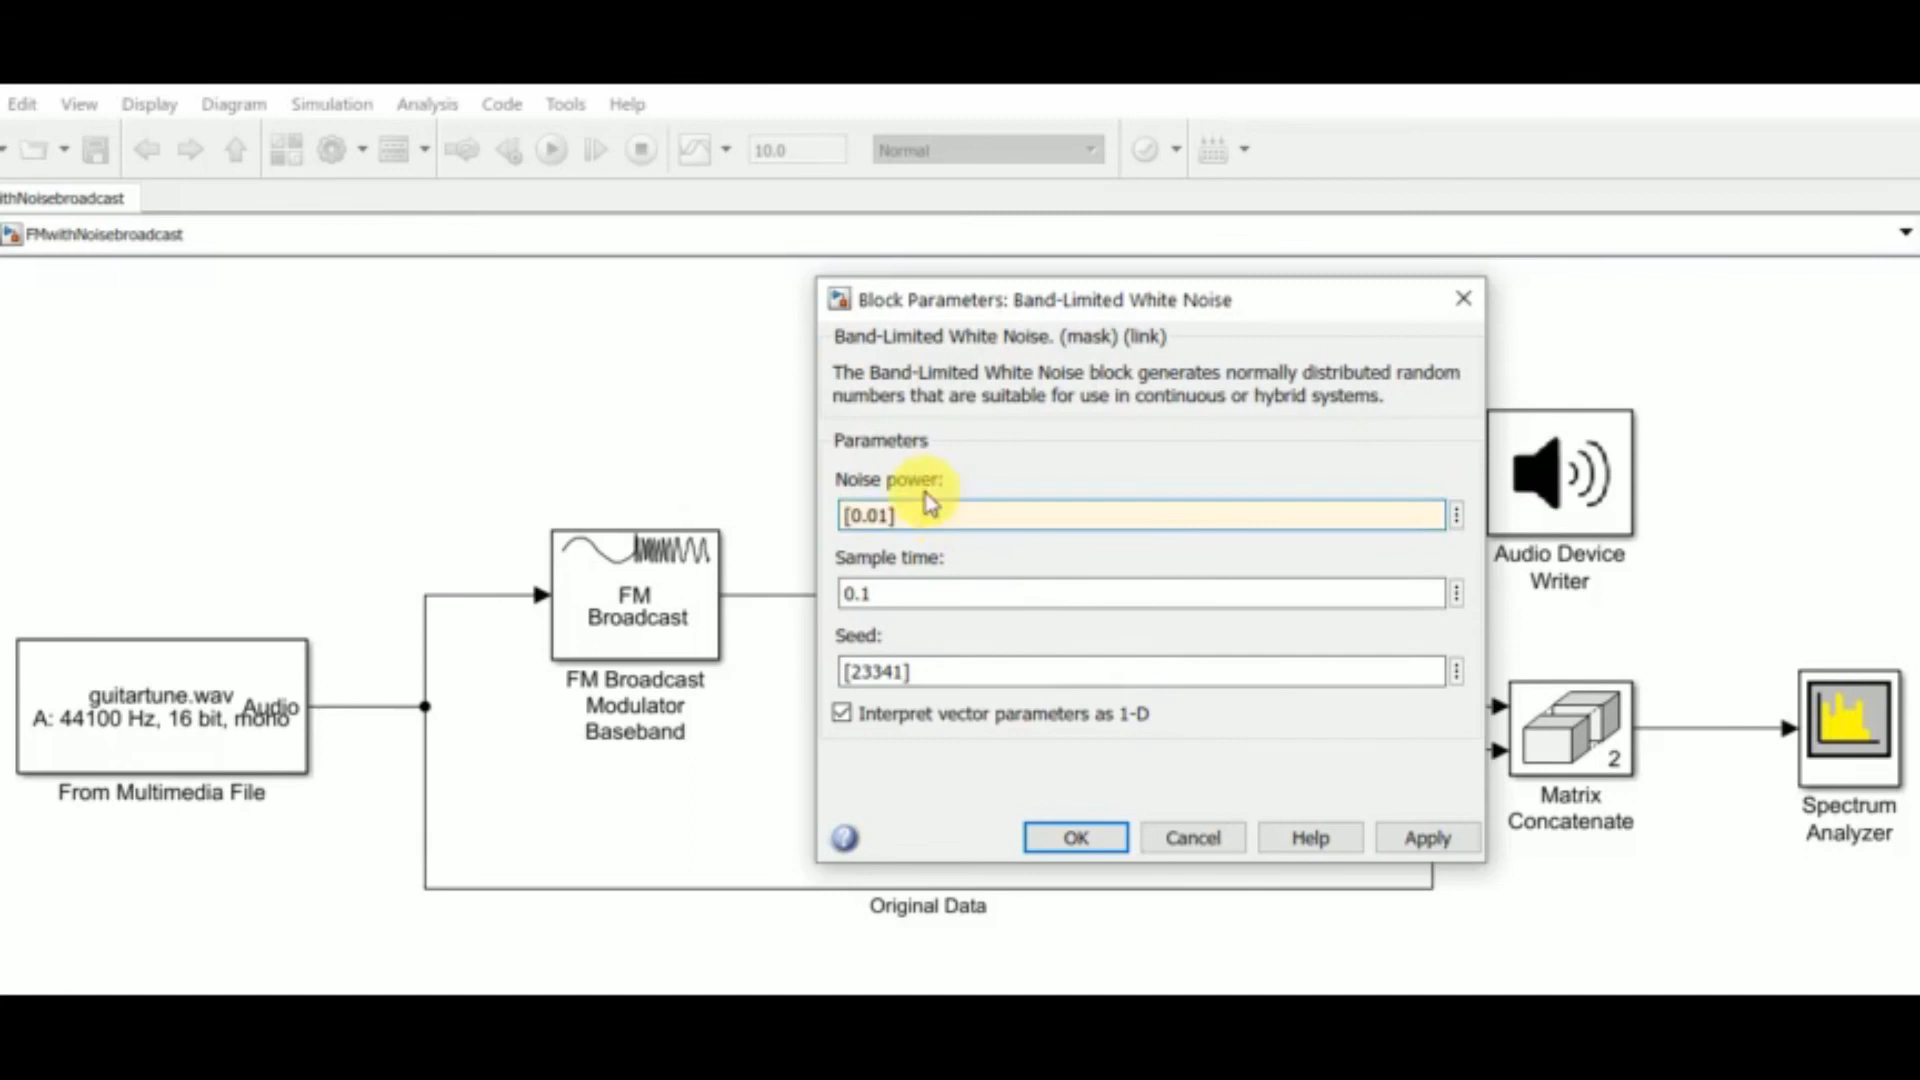 Edit View Display Diagram Simulation Analysis Code Tools Help
10.0
Normal
ithNoisebroadcast
FMwithNoisebroadcast
Block Parameters: Band-Limited White Noise
Band-Limited White Noise. (mask) (link)
The Band-Limited White Noise block generates normally distributed random
numbers that are suitable for use in continuous or hybrid systems.
Parameters
Noise power:
[0.01]
Sample time:
0.1
Seed:
[23341]
Interpret vector parameters as 1-D
OK
Cancel
Help
Apply
guitartune.wav
Audio
A: 44100 Hz, 16 bit, mono
From Multimedia File
FM
Broadcast
FM Broadcast
Modulator
Baseband
Original Data
Audio Device
Writer
2
Matrix
Concatenate
Spectrum
Analyzer